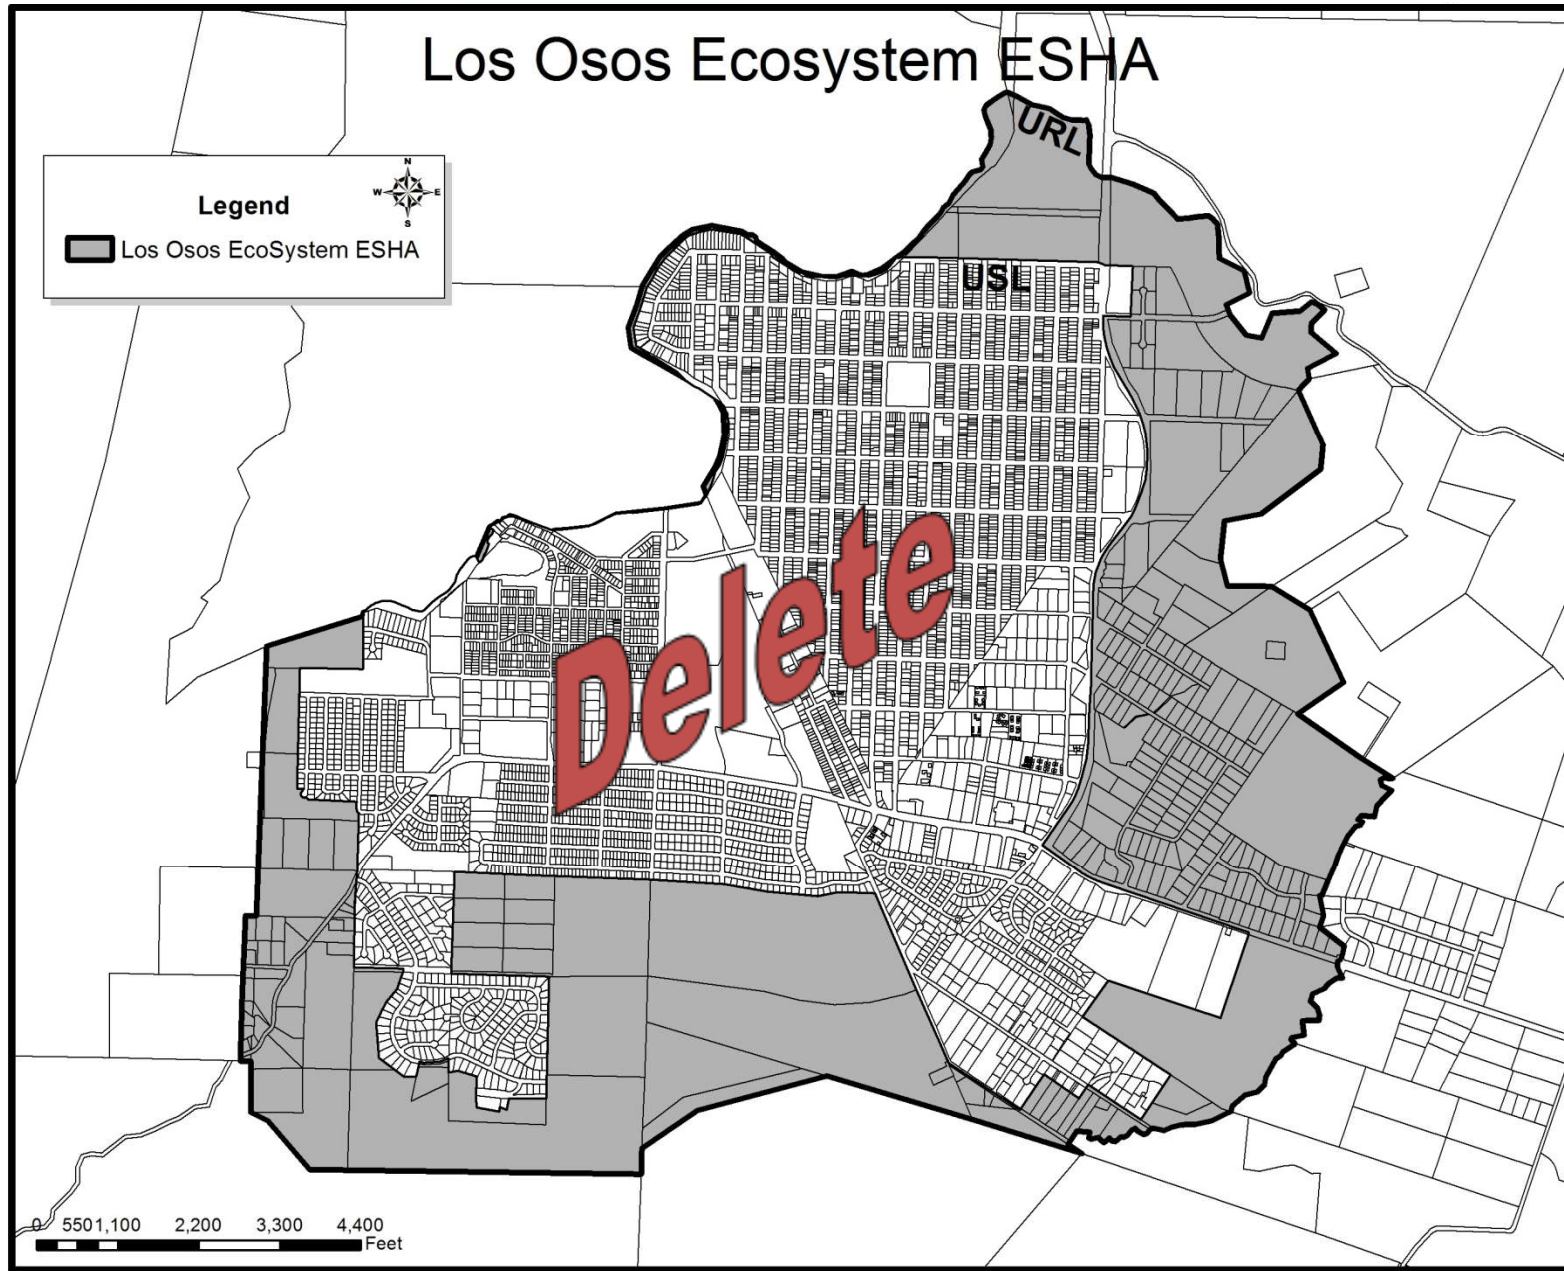 Los Osos Ecosystem ESHA
URL
N
W E
S
Legend
Los Osos EcoSystem ESHA
USL
Delete
0 550 1,100 2,200 3,300 4,400
Feet